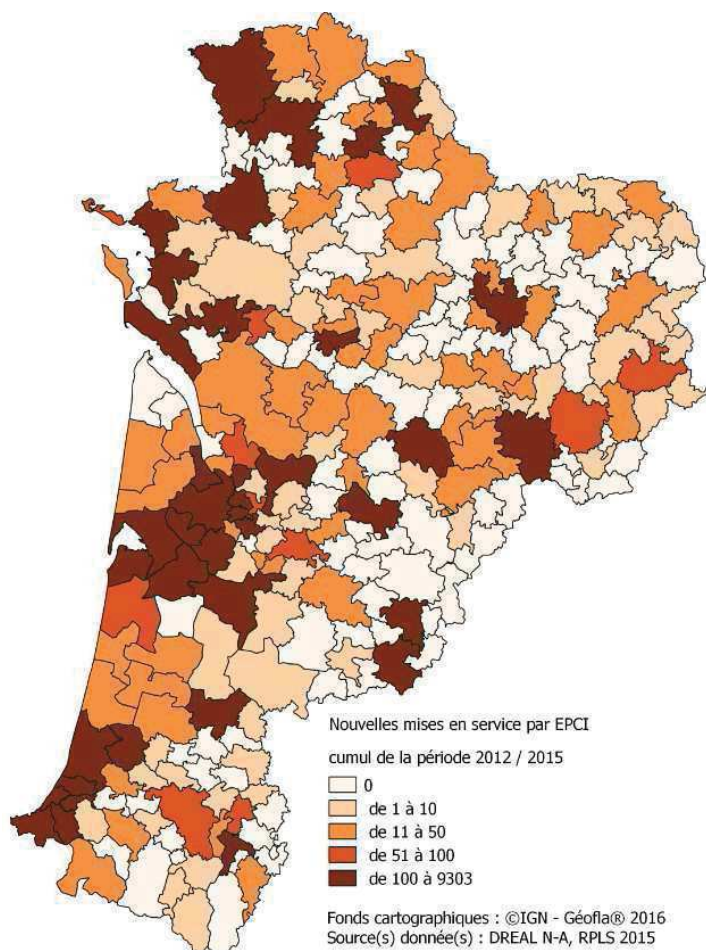 Nouvelles mises en service par EPCI
cumul de la période 2012 / 2015
0
de 1 à 10
de 11 à 50
de 51 à 100
de 100 à 9303
Fonds cartographiques : ©IGN - Géofla® 2016
Source(s) donnée(s) : DREAL N-A, RPLS 2015